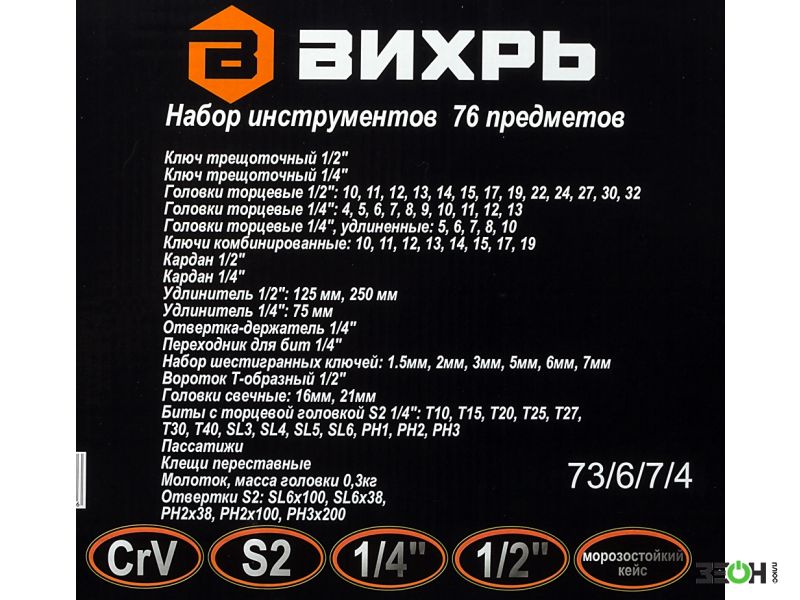 В ВИХРЬ
Набор инструментов 76 предметов
Ключ трещоточный 1/2"
Ключ трещоточный 1/4"
Головки торцевые 1/2": 10, 11, 12, 13, 14, 15, 17, 19, 22, 24, 27, 30, 32
Головки торцевые 1/4": 4, 5, 6, 7, 8, 9, 10, 11, 12, 13
Головки торцевые 1/4", удлиненные: 5, 6, 7, 8, 10
Ключи комбинированные: 10, 11, 12, 13, 14, 15, 17, 19
Кардан 1/2"
Кардан 1/4"
Удлинитель 1/2": 125 мм, 250 мм
Удлинитель 1/4": 75 мм
Отвертка-держатель 1/4"
Переходник для бит 1/4"
Набор шестигранных ключей: 1.5мм, 2мм, 3мм, 5мм, 6мм, 7мм
Вороток Т-образный 1/2"
Головки свечные: 16мм, 21мм
Биты с торцевой головкой S2 1/4": T10, T15, T20, T25, T27,
T30, T40, SL3, SL4, SL5, SL6, PH1, PH2, PH3
Пассатижи
Клещи переставные
Молоток, масса головки 0,3кг
Отвертки S2: SL6x100, SL6x38,
PH2x38, PH2x100, PH3x200
73/6/7/4
CrV S2 1/4" 1/2" морозостойкий
кейс
ЗЕОН плюс